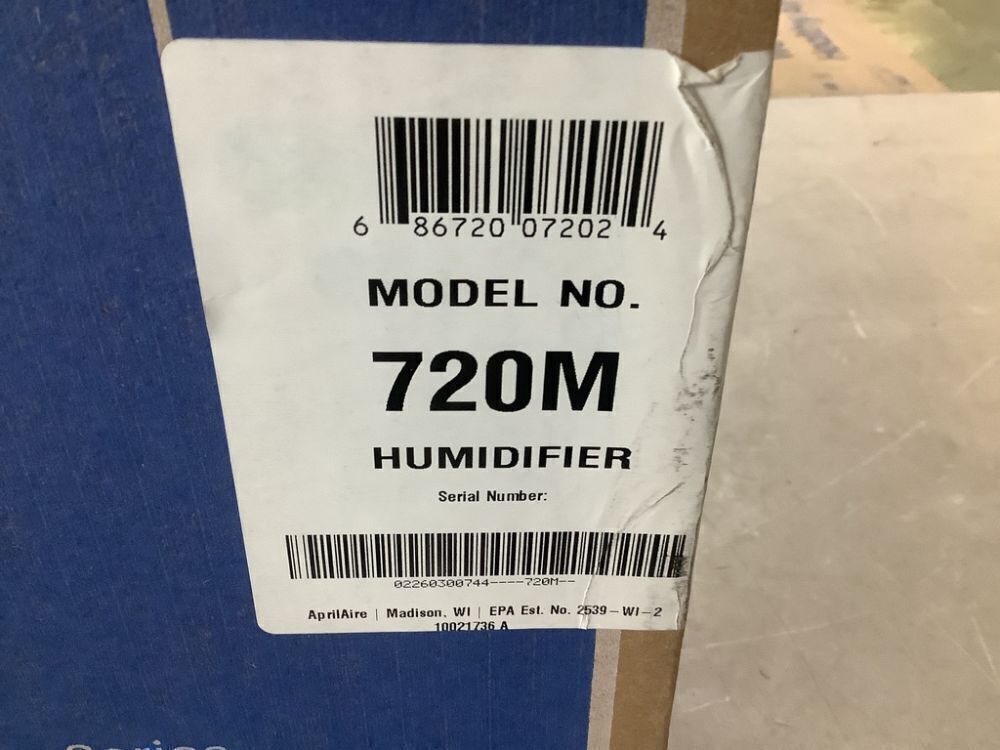 6 86720 07202 4
MODEL NO.
720M
HUMIDIFIER
Serial Number:
02260300744----720M--
AprilAire | Madison, WI | EPA Est. No. 2539-WI-2
10021736 A
Series